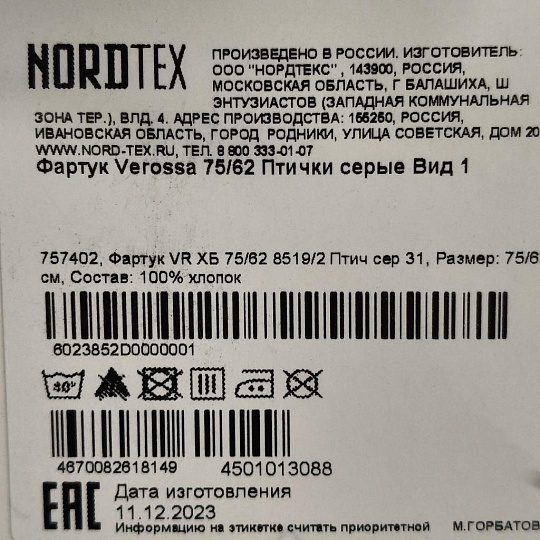 NORDTEX
ПРОИЗВЕДЕНО В РОССИИ. ИЗГОТОВИТЕЛЬ:
ООО "НОРДТЕКС" , 143900, РОССИЯ,
МОСКОВСКАЯ ОБЛАСТЬ, Г БАЛАШИХА, Ш
ЭНТУЗИАСТОВ (ЗАПАДНАЯ КОММУНАЛЬНАЯ
ЗОНА ТЕР.), ВЛД. 4. АДРЕС ПРОИЗВОДСТВА: 155250, РОССИЯ,
ИВАНОВСКАЯ ОБЛАСТЬ, ГОРОД РОДНИКИ, УЛИЦА СОВЕТСКАЯ, ДОМ 20
WWW.NORD-TEX.RU, ТЕЛ. 8 800 333-01-07
Фартук Verossa 75/62 Птички серые Вид 1
757402, Фартук VR ХБ 75/62 8519/2 Птич сер 31, Размер: 75/6
см, Состав: 100% хлопок
6023852D0000001
4670082618149 4501013088
EAC
Дата изготовления
11.12.2023
Информацию на этикетке считать приоритетной М.ГОРБАТОВ